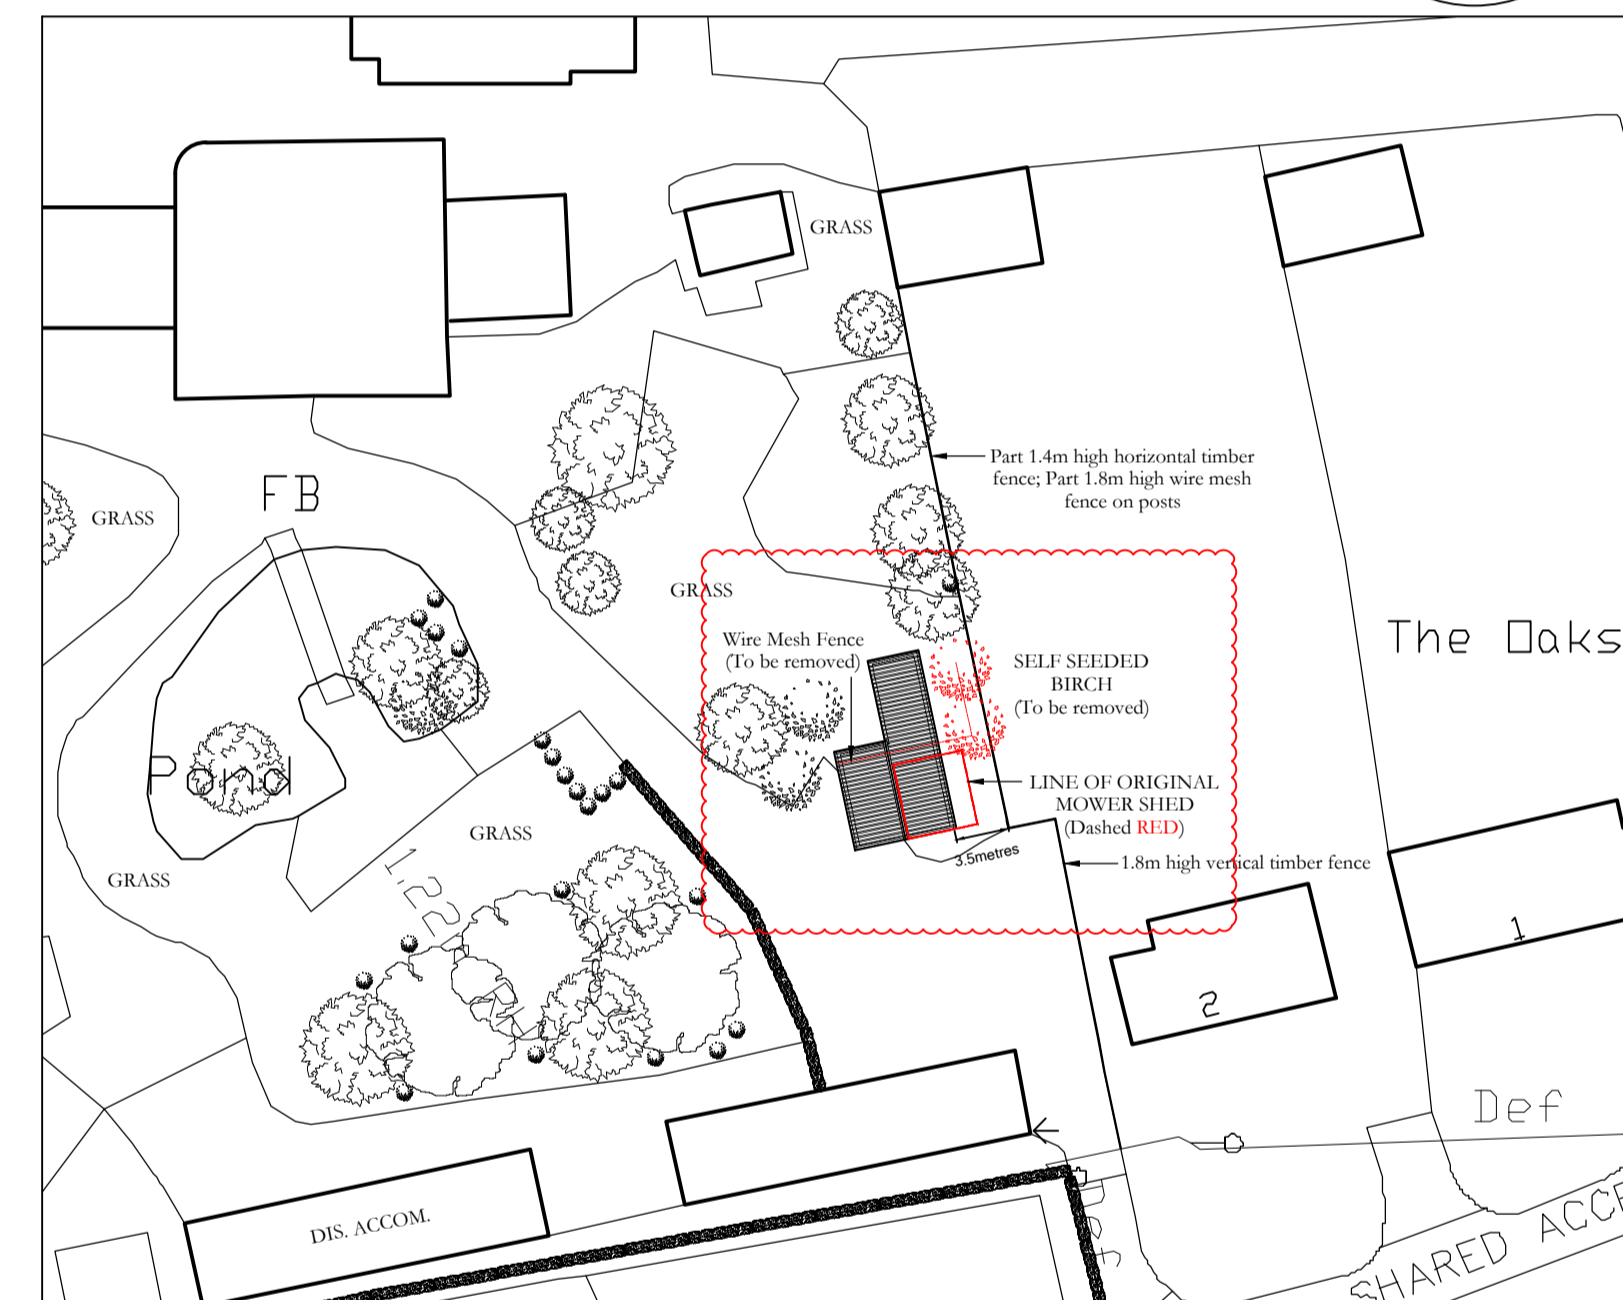 GRASS
Part 1.4m high horizontal timber
fence; Part 1.8m high wire mesh
fence on posts
FB
GRASS
GRASS
Wire Mesh Fence
(To be removed)
SELF SEEDED
BIRCH
(To be removed)
The Oaks
Pond
LINE OF ORIGINAL
MOWER SHED
(Dashed RED)
GRASS
3.5metres
1.8m high vertical timber fence
GRASS
1
2
Def
DIS. ACCOM.
SHARED ACCE